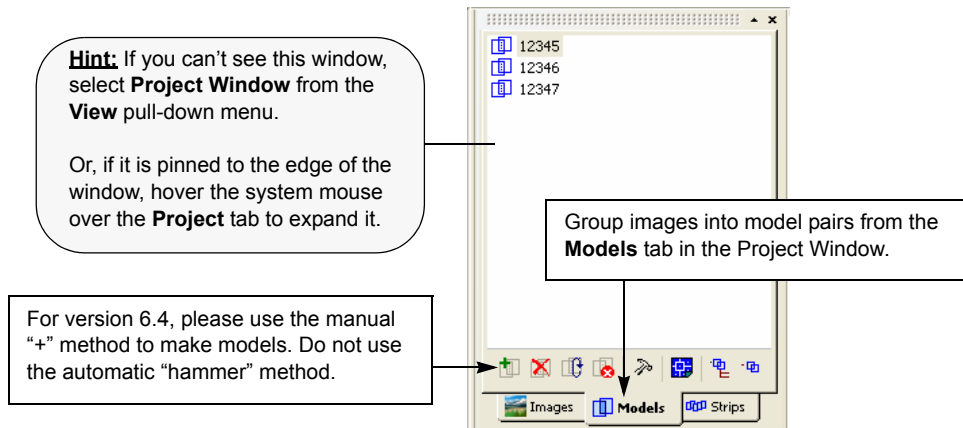 12345
12346
12347
Hint: If you can’t see this window,
select Project Window from the
View pull-down menu.
Or, if it is pinned to the edge of the
window, hover the system mouse
over the Project tab to expand it.
Group images into model pairs from the
Models tab in the Project Window.
For version 6.4, please use the manual
“+” method to make models. Do not use
the automatic “hammer” method.
Images Models Strips